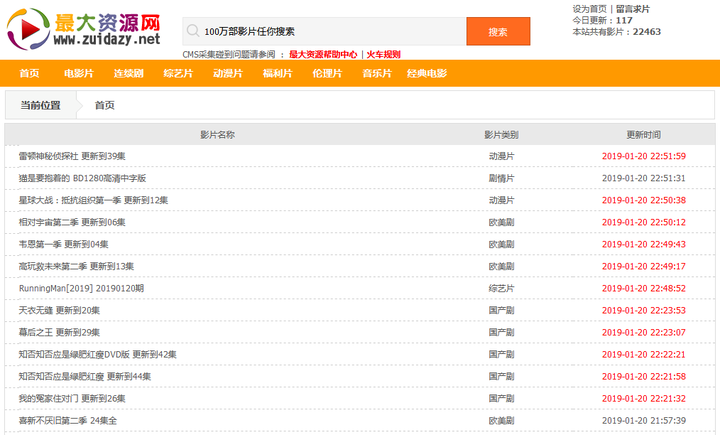 最大资源网
www.zuidazy.net
100万部影片任你搜索
搜索
设为首页 | 留言求片
今日更新：117
本站共有影片：22463
CMS采集碰到问题请参阅 ： 最大资源帮助中心 | 火车规则
首页 电影片 连续剧 综艺片 动漫片 福利片 伦理片 音乐片 经典电影
当前位置 首页
影片名称 影片类别 更新时间
雷顿神秘侦探社 更新到39集 动漫片 2019-01-20 22:51:59
猫是要抱着的 BD1280高清中字版 剧情片 2019-01-20 22:51:31
星球大战：抵抗组织第一季 更新到12集 动漫片 2019-01-20 22:50:38
相对宇宙第二季 更新到06集 欧美剧 2019-01-20 22:50:12
韦恩第一季 更新到04集 欧美剧 2019-01-20 22:49:43
高玩救未来第二季 更新到13集 欧美剧 2019-01-20 22:49:17
RunningMan[2019] 20190120期 综艺片 2019-01-20 22:48:52
天衣无缝 更新到20集 国产剧 2019-01-20 22:23:53
幕后之王 更新到29集 国产剧 2019-01-20 22:23:07
知否知否应是绿肥红瘦DVD版 更新到42集 国产剧 2019-01-20 22:22:21
知否知否应是绿肥红瘦 更新到44集 国产剧 2019-01-20 22:21:58
我的冤家住对门 更新到26集 国产剧 2019-01-20 22:21:32
喜新不厌旧第二季 24集全 欧美剧 2019-01-20 21:57:39